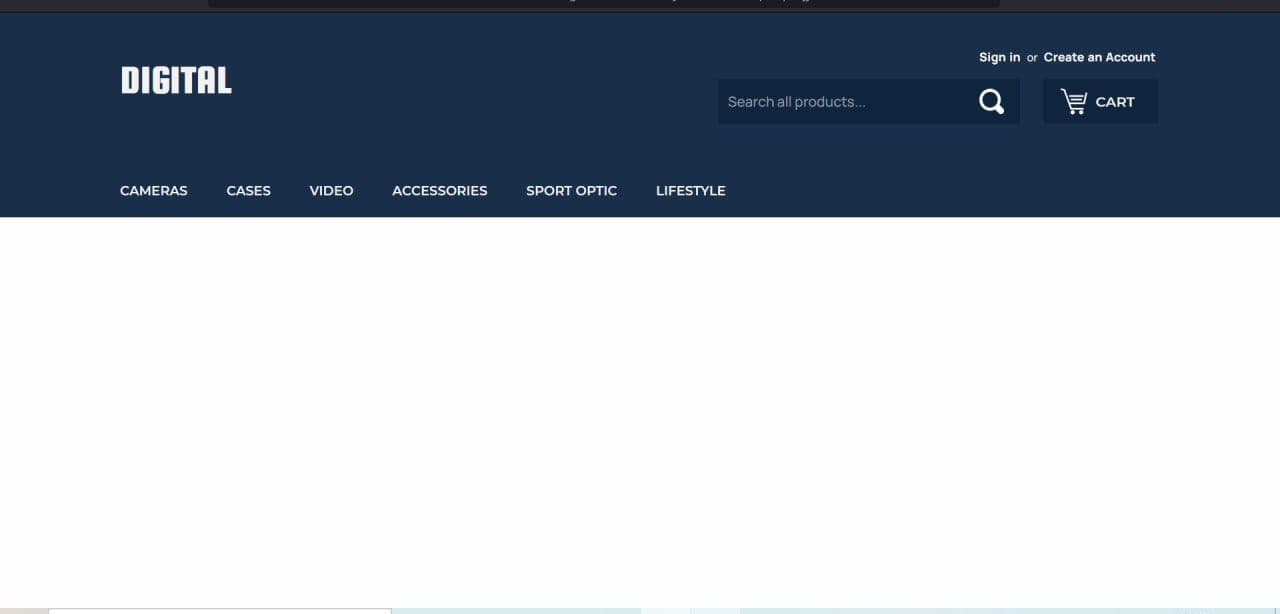 Sign in or Create an Account
DIGITAL
Search all products...
CART
CAMERAS CASES VIDEO ACCESSORIES SPORT OPTIC LIFESTYLE